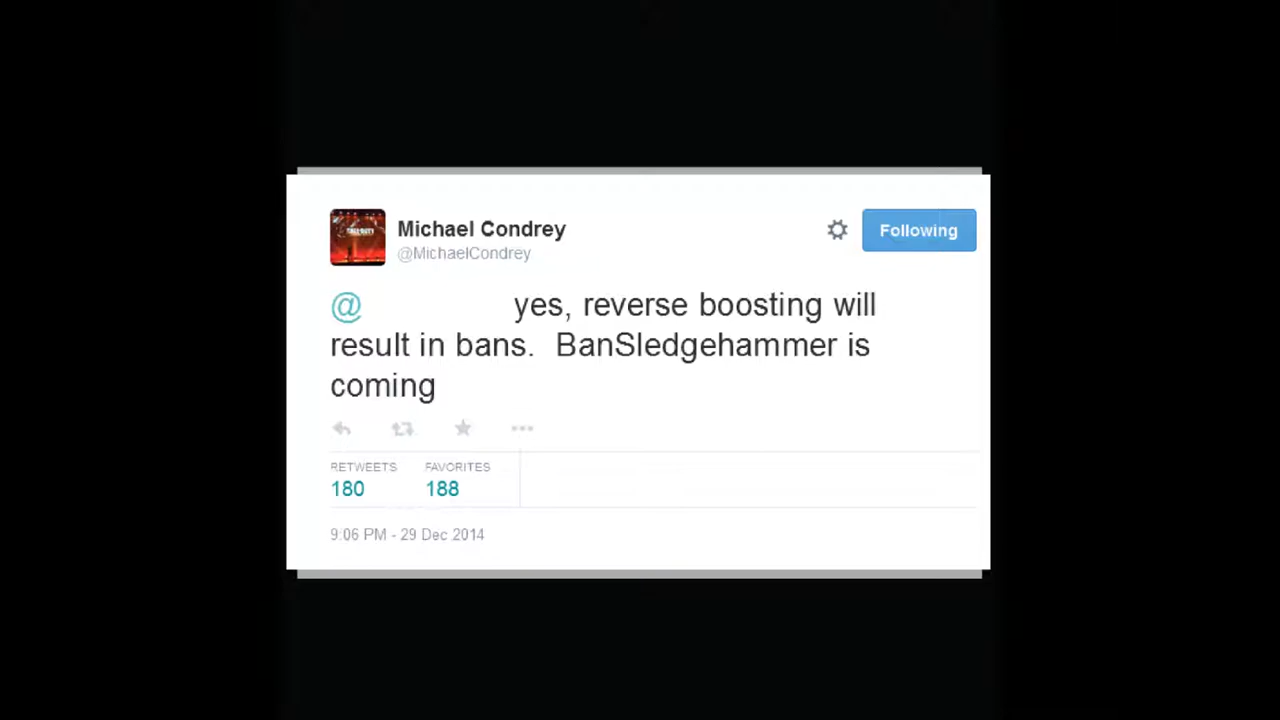 Michael Condrey
@MichaelCondrey
Following
@ yes, reverse boosting will
result in bans. BanSledgehammer is
coming
RETWEETS FAVORITES
180 188
9:06 PM - 29 Dec 2014